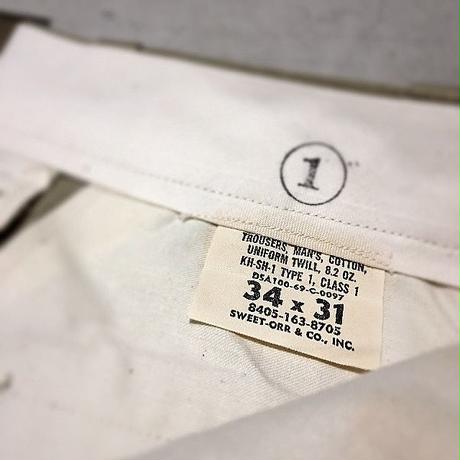 1
TROUSERS, MAN'S, COTTON,
UNIFORM TWILL, 8.2 OZ.
KH-SH-1 TYPE 1, CLASS 1
DSA100-69-C-0097
34 x 31
8405-163-8705
SWEET-ORR & CO., INC.